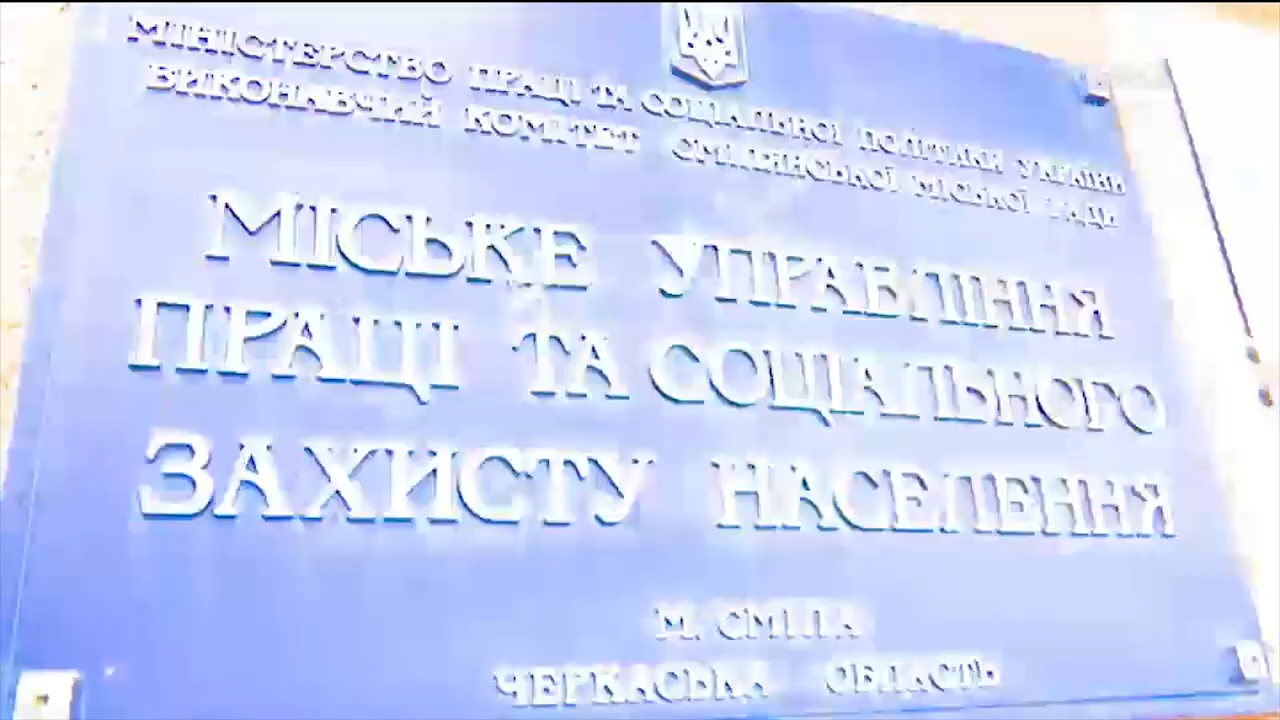 МІНІСТЕРСТВО ПРАЦІ ТА СОЦІАЛЬНОЇ ПОЛІТИКИ УКРАЇНИ
ВИКОНАВЧИЙ КОМІТЕТ СМІЛЯНСЬКОЇ МІСЬКОЇ РАДИ
МІСЬКЕ УПРАВЛІННЯ
ПРАЦІ ТА СОЦІАЛЬНОГО
ЗАХИСТУ НАСЕЛЕННЯ
М. СМІЛА
ЧЕРКАСЬКА ОБЛАСТЬ